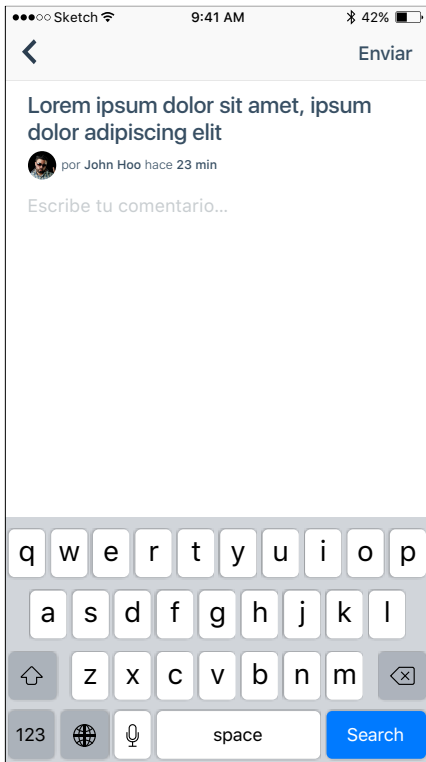 Sketch 9:41 AM 42%
Enviar
Lorem ipsum dolor sit amet, ipsum
dolor adipiscing elit
por John Hoo hace 23 min
Escribe tu comentario...
q w e r t y u i o p
a s d f g h j k l
z x c v b n m
123 space Search